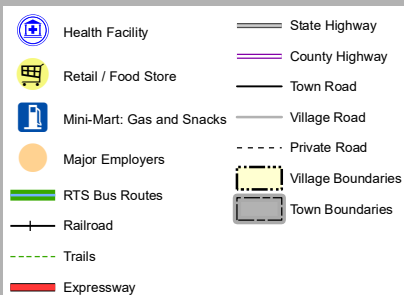 Health Facility
Retail / Food Store
Mini-Mart: Gas and Snacks
Major Employers
RTS Bus Routes
Railroad
Trails
Expressway
State Highway
County Highway
Town Road
Village Road
Private Road
Village Boundaries
Town Boundaries